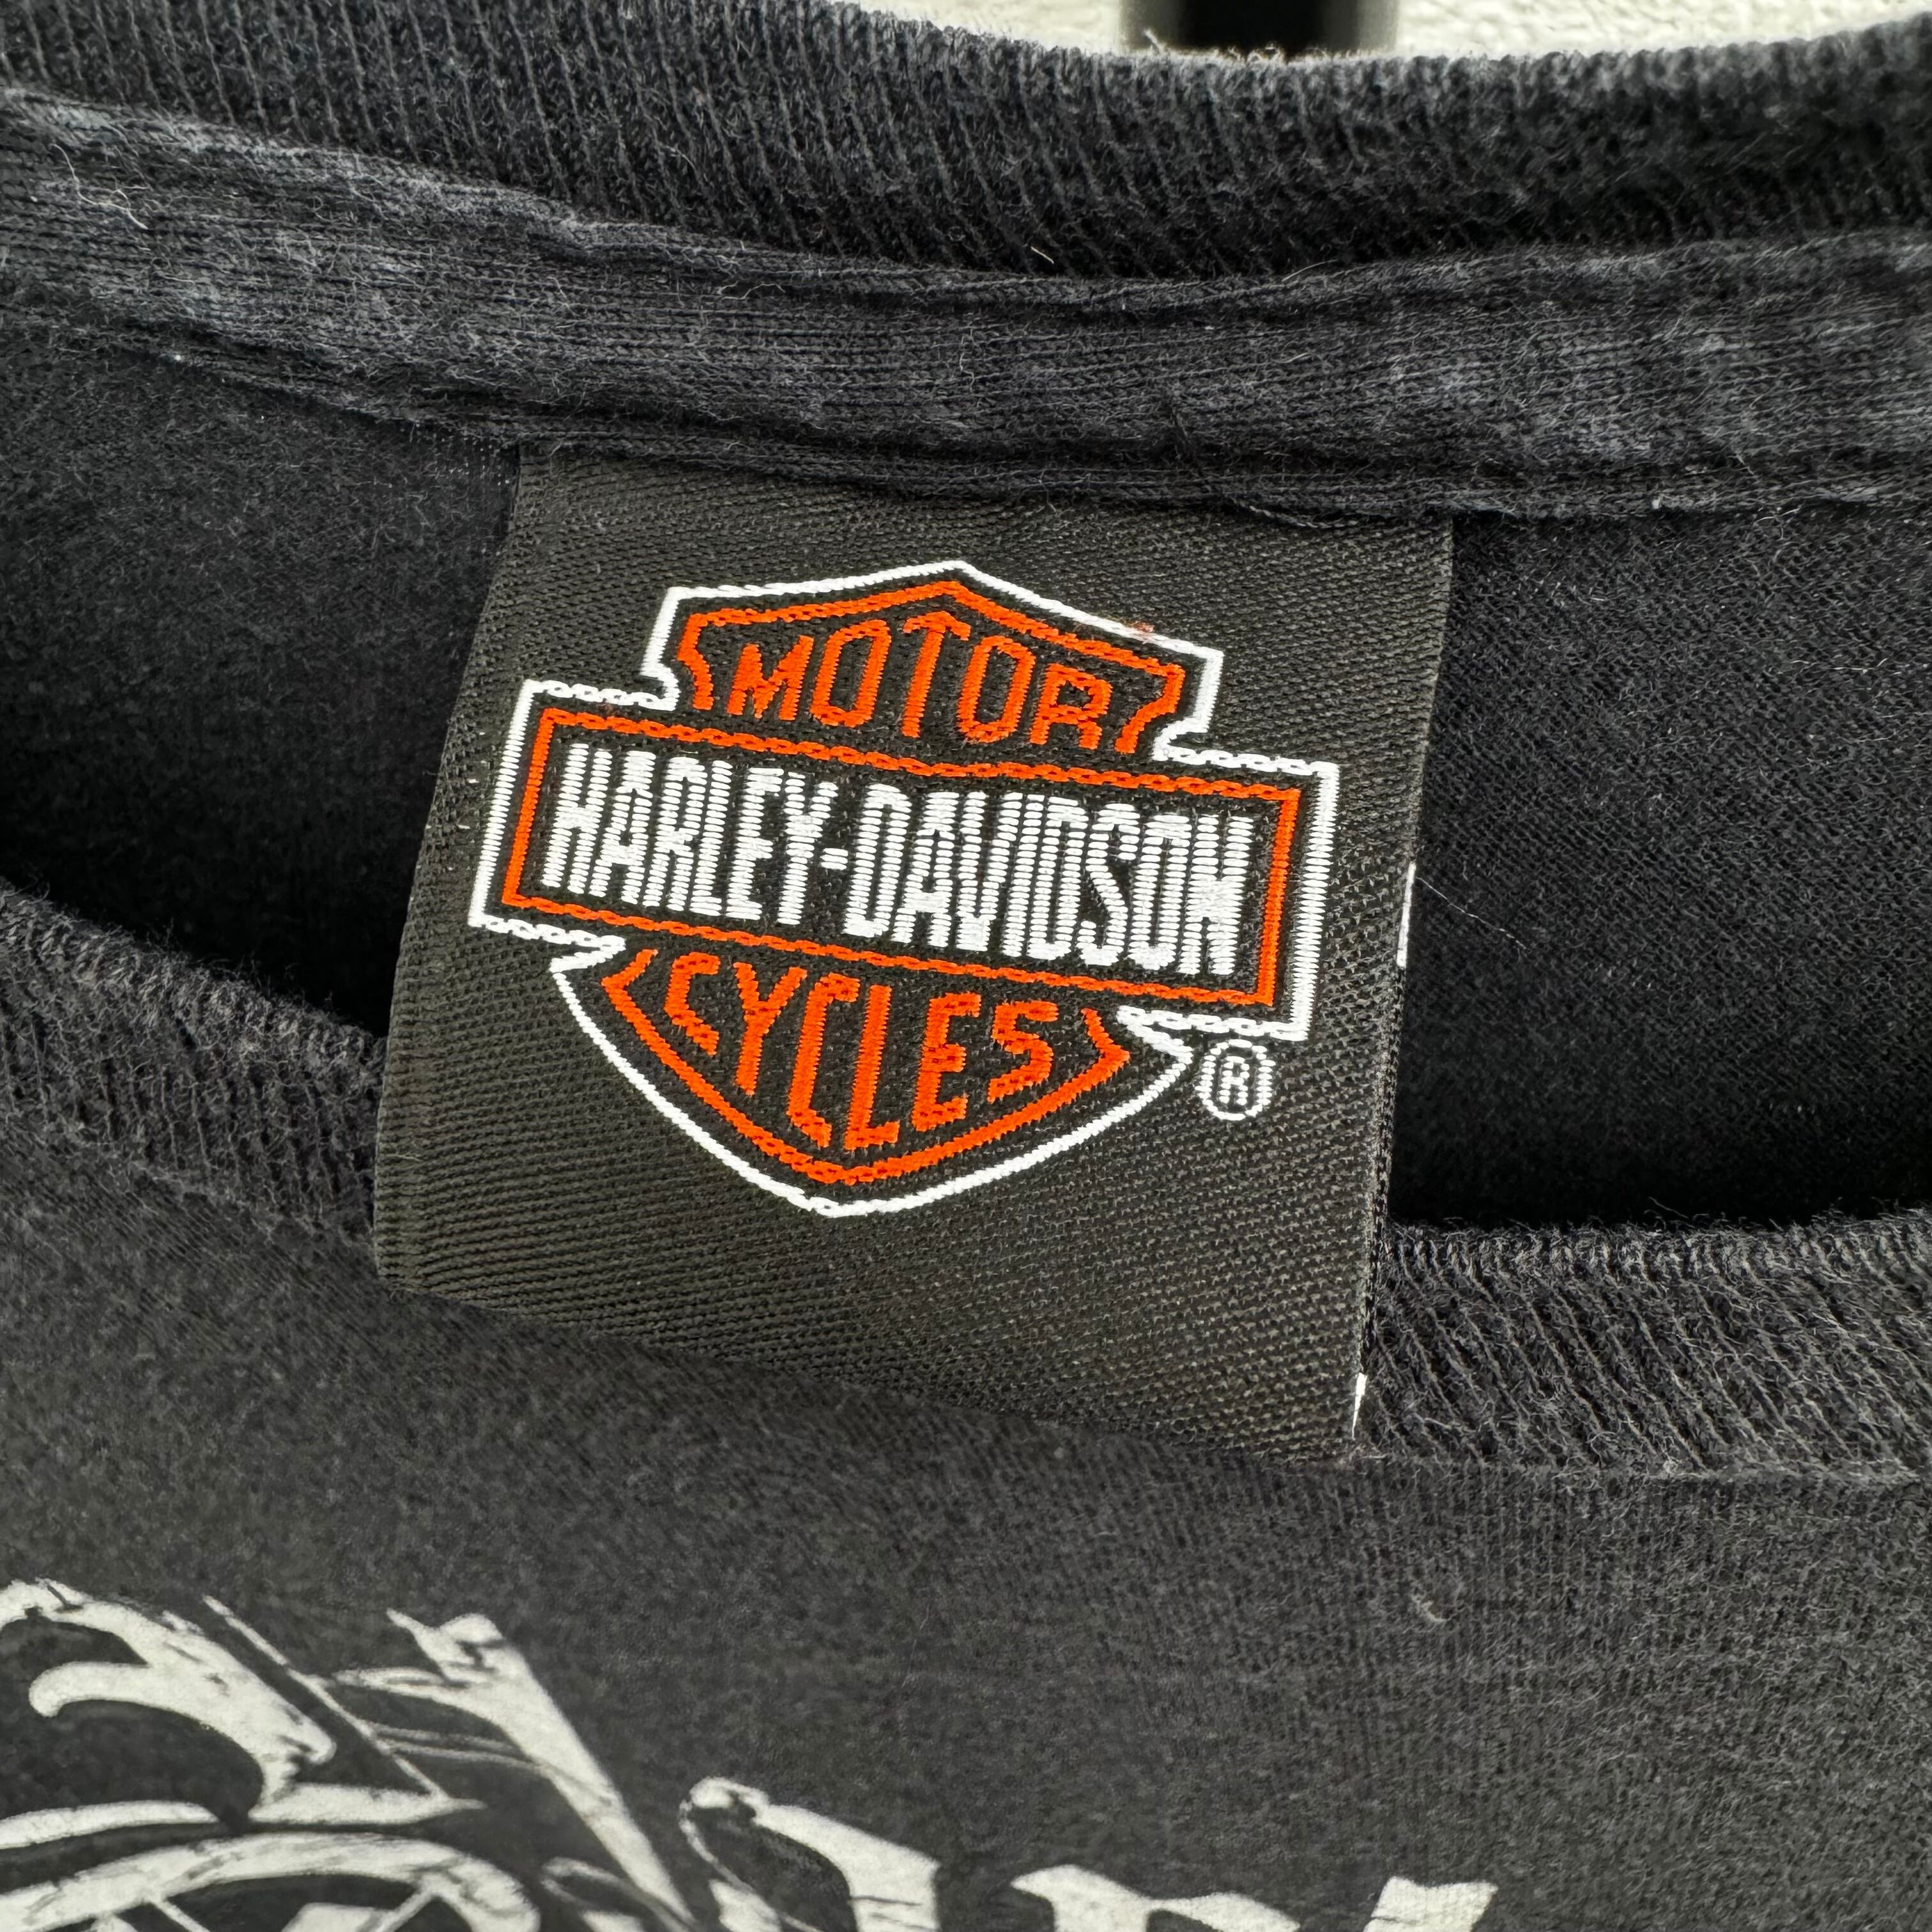 MOTOR
HARLEY-DAVIDSON
CYCLES
®